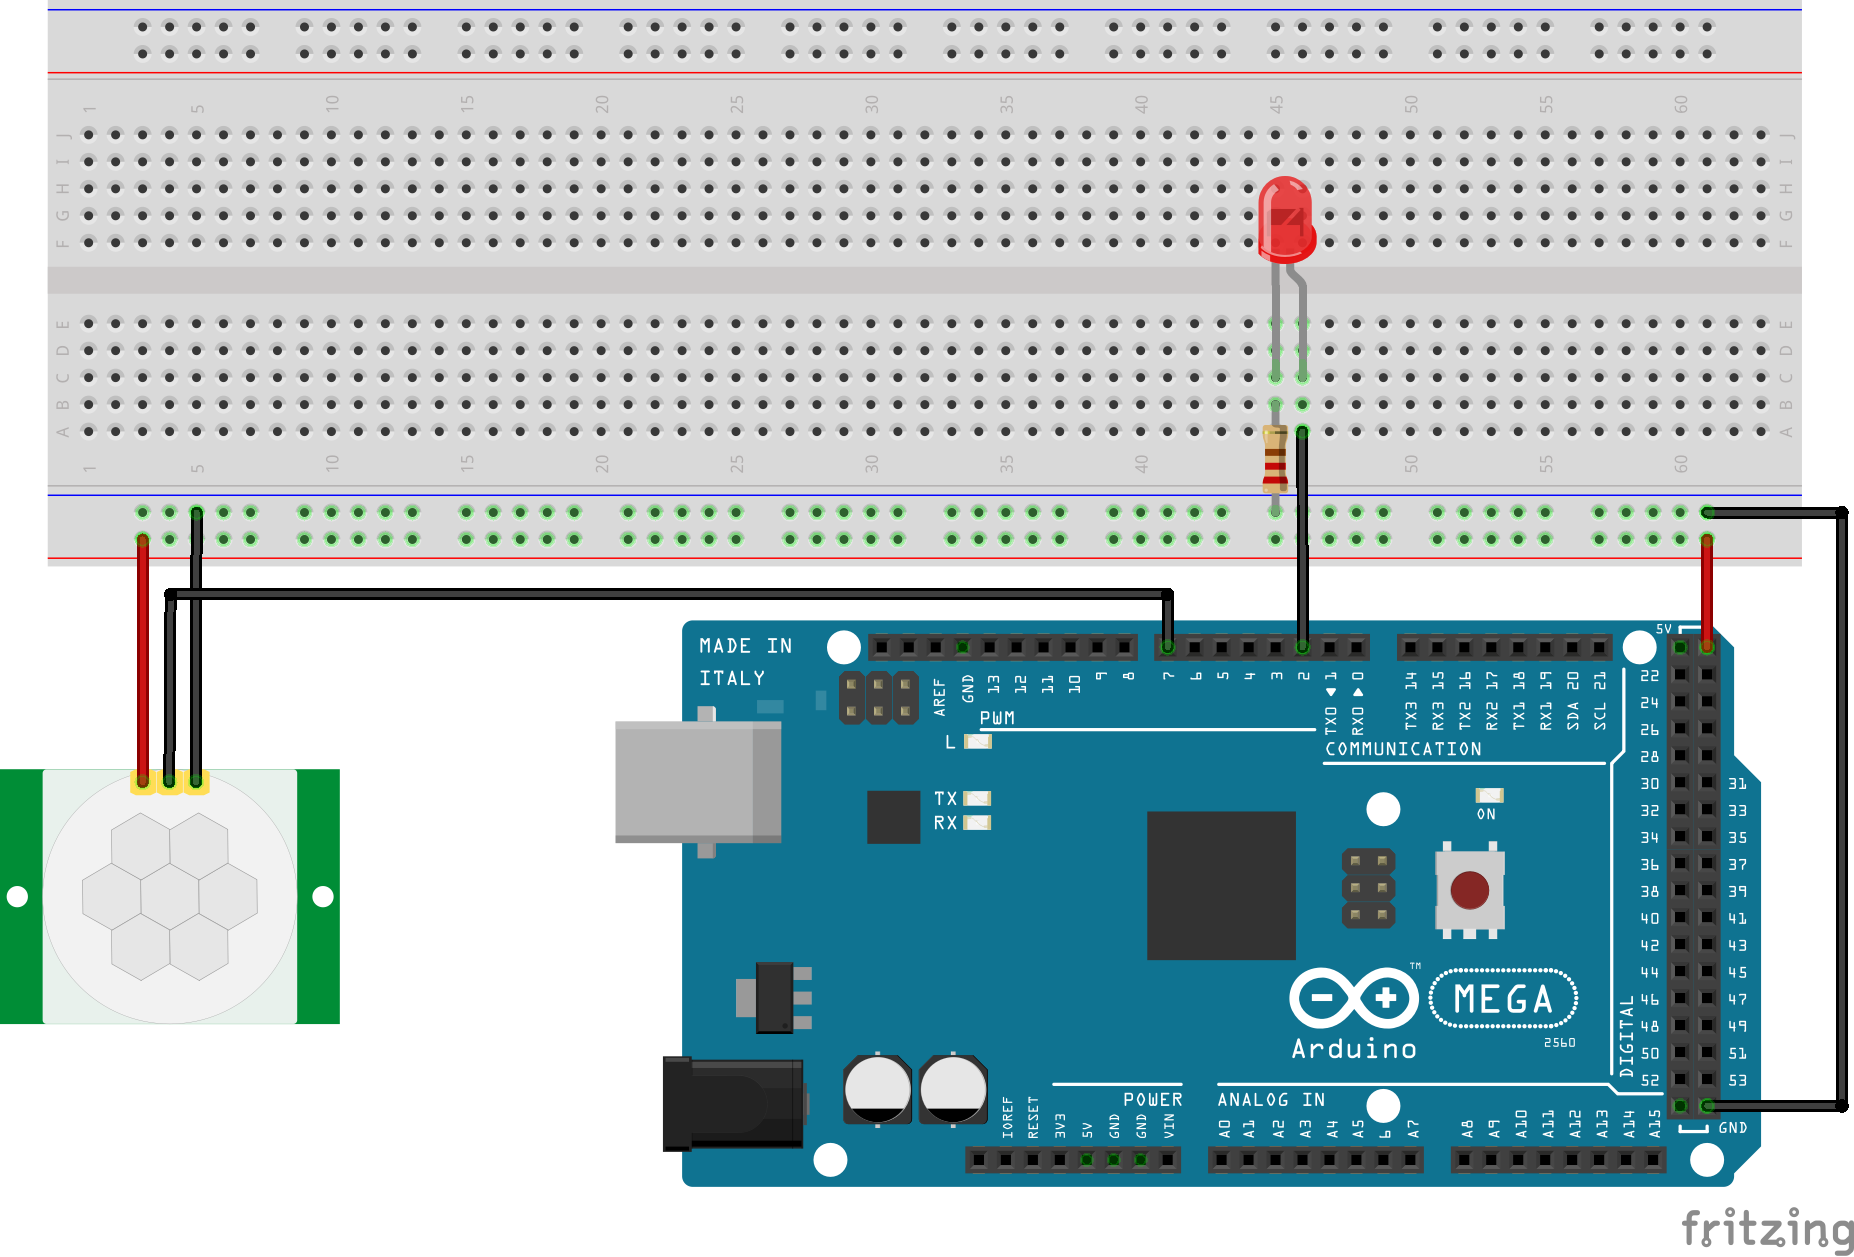 1 5 10 15 20 25 30 35 40 45 50 55 60
J J
I I
H H
G G
F F
E E
D D
C C
B B
A A
1 5 10 15 20 25 30 35 40 50 55 60
MADE IN
ITALY
AREF GND 13 12 11 10 9 8 7 6 5 4 3 2 TX0 1 RX0 0 TX3 14 RX3 15 TX2 16 RX2 17 TX1 18 RX1 19 SDA 20 SCL 21
5V
22
24
26
28
30 31
32 33
34 35
36 37
38 39
40 41
42 43
44 45
46 47
48 49
50 51
52 53
GND
PWM
L
COMMUNICATION
TX
RX
ON
TM
MEGA
Arduino
2560
DIGITAL
POWER
ANALOG IN
IOREF RESET 3V3 5V GND GND VIN A0 A1 A2 A3 A4 A5 6 A7 A8 A9 A10 A11 A12 A13 A14 A15
fritzing